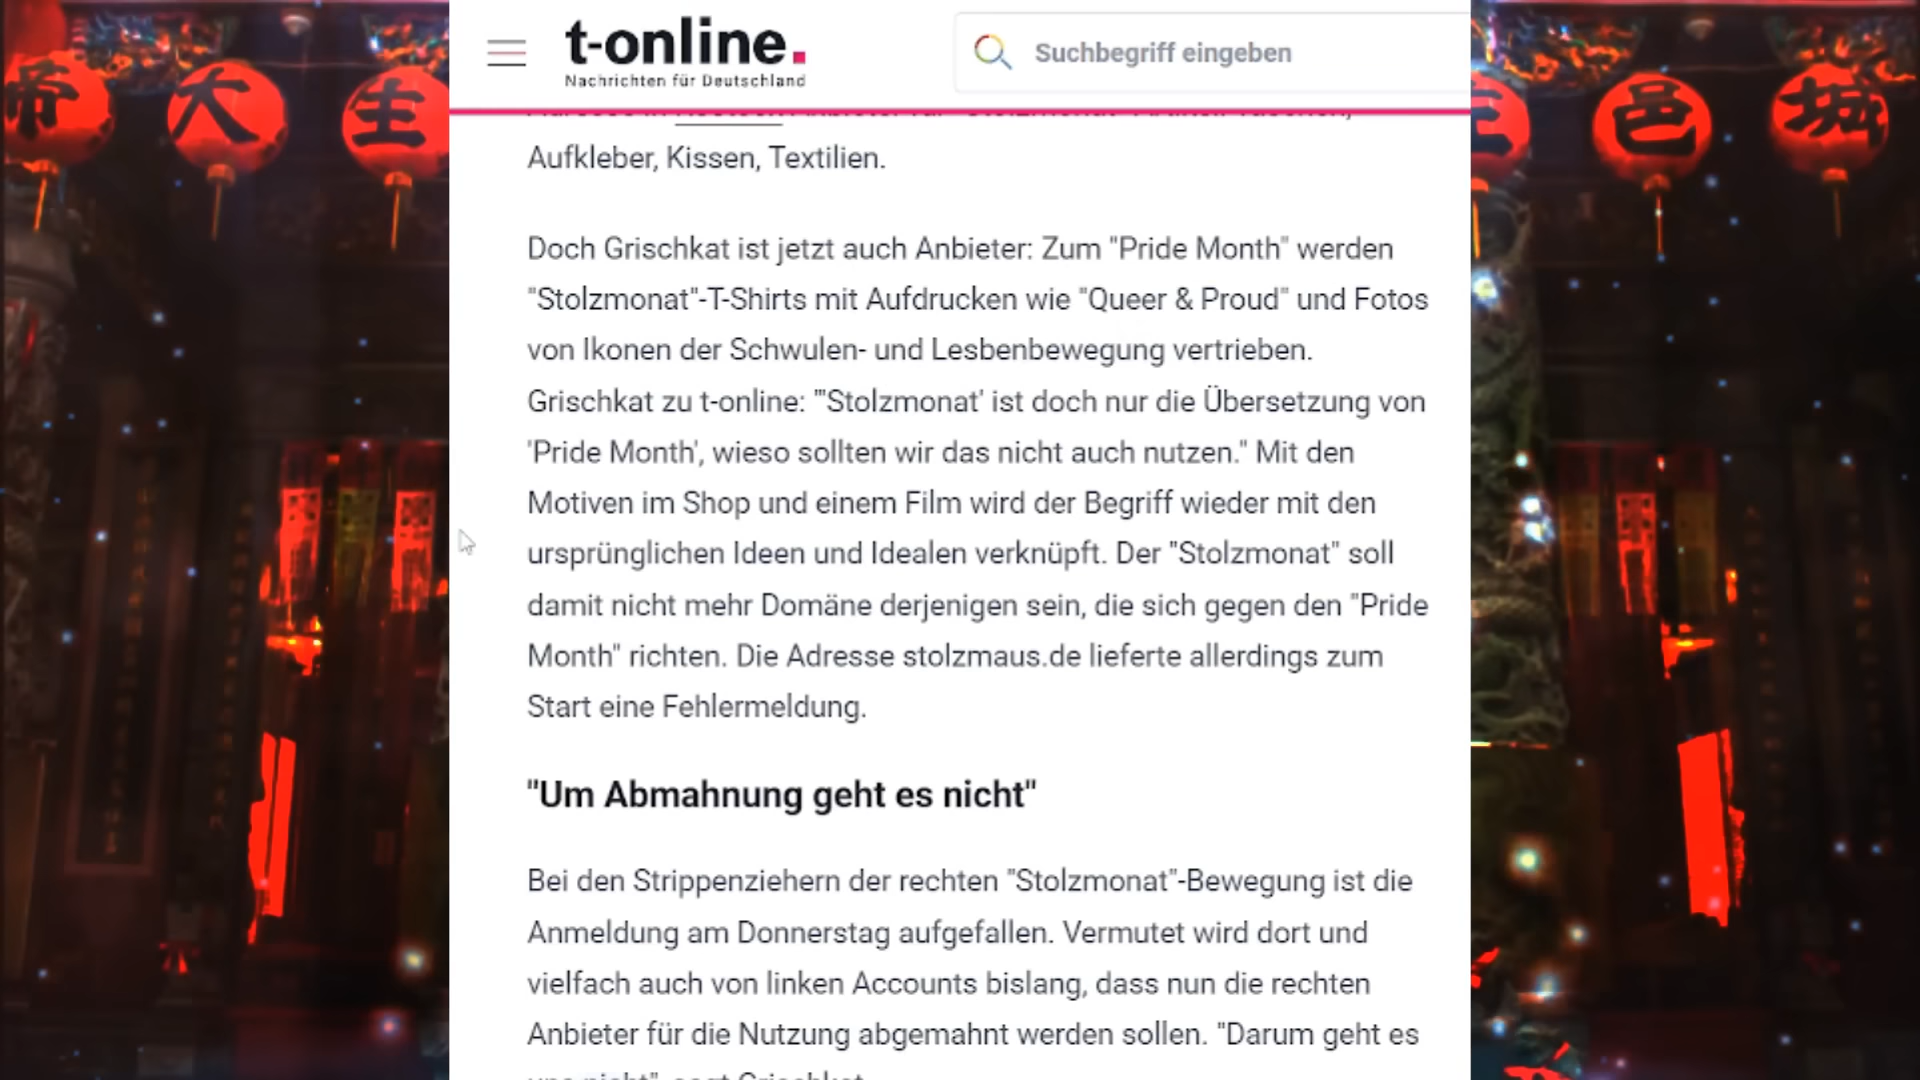 帝 大 主
邑 城
t-online.
Nachrichten für Deutschland
Suchbegriff eingeben
Aufkleber, Kissen, Textilien.
Doch Grischkat ist jetzt auch Anbieter: Zum "Pride Month" werden
"Stolzmonat"-T-Shirts mit Aufdrucken wie "Queer & Proud" und Fotos
von Ikonen der Schwulen- und Lesbenbewegung vertrieben.
Grischkat zu t-online: "'Stolzmonat' ist doch nur die Übersetzung von
'Pride Month', wieso sollten wir das nicht auch nutzen." Mit den
Motiven im Shop und einem Film wird der Begriff wieder mit den
ursprünglichen Ideen und Idealen verknüpft. Der "Stolzmonat" soll
damit nicht mehr Domäne derjenigen sein, die sich gegen den "Pride
Month" richten. Die Adresse stolzmaus.de lieferte allerdings zum
Start eine Fehlermeldung.
"Um Abmahnung geht es nicht"
Bei den Strippenziehern der rechten "Stolzmonat"-Bewegung ist die
Anmeldung am Donnerstag aufgefallen. Vermutet wird dort und
vielfach auch von linken Accounts bislang, dass nun die rechten
Anbieter für die Nutzung abgemahnt werden sollen. "Darum geht es